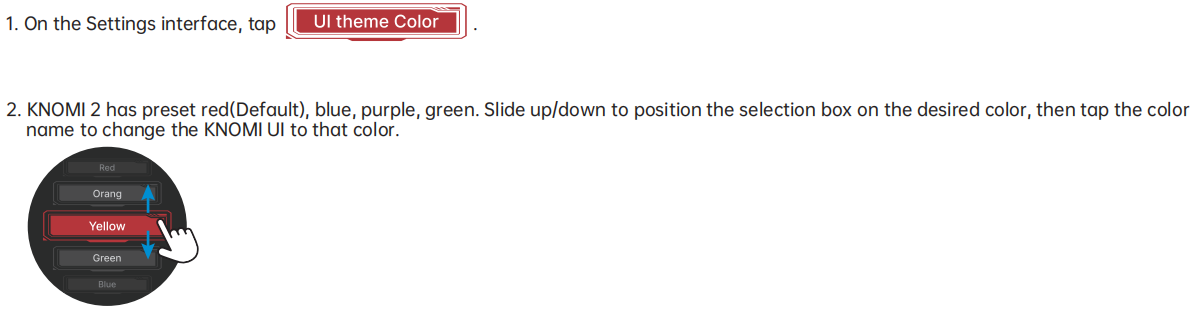 1. On the Settings interface, tap UI theme Color .
2. KNOMI 2 has preset red(Default), blue, purple, green. Slide up/down to position the selection box on the desired color, then tap the color
name to change the KNOMI UI to that color.
Red
Orang
Yellow
Green
Blue